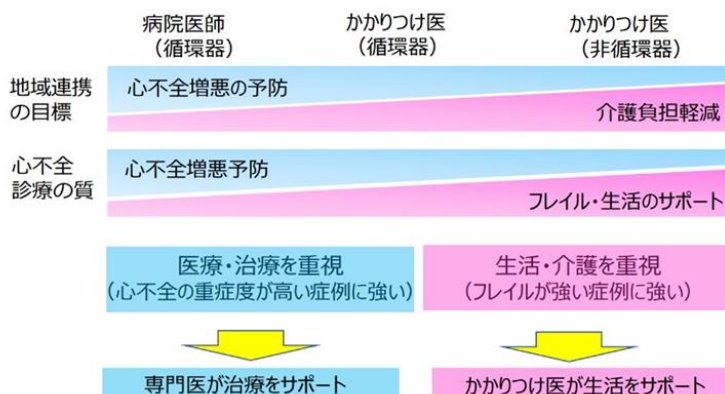 病院医師
（循環器）
かかりつけ医
（循環器）
かかりつけ医
（非循環器）
地域連携
の目標
心不全増悪の予防
介護負担軽減
心不全
診療の質
心不全増悪予防
フレイル・生活のサポート
医療・治療を重視
（心不全の重症度が高い症例に強い）
生活・介護を重視
（フレイルが強い症例に強い）
専門医が治療をサポート
かかりつけ医が生活をサポート